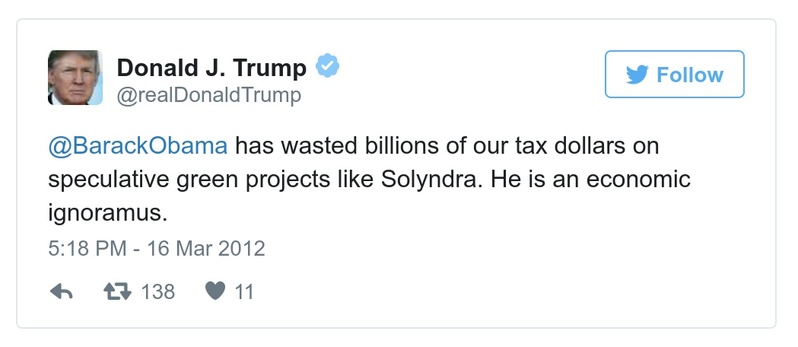 Donald J. Trump
@realDonaldTrump
Follow
@BarackObama has wasted billions of our tax dollars on
speculative green projects like Solyndra. He is an economic
ignoramus.
5:18 PM - 16 Mar 2012
138 11